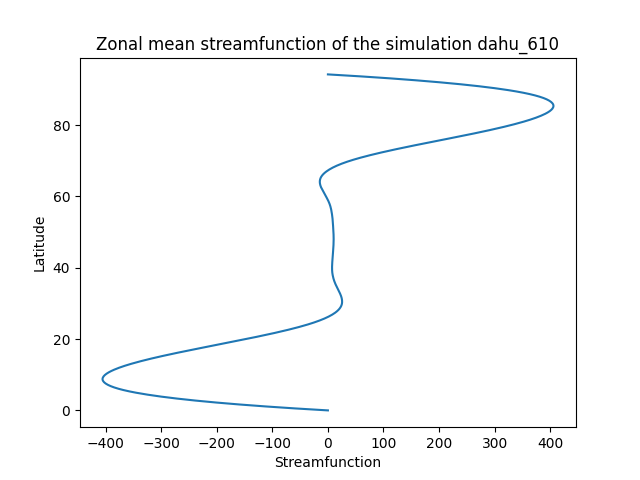 Zonal mean streamfunction of the simulation dahu_610
80
60
40
20
0
Latitude
−400 −300 −200 −100 0 100 200 300 400
Streamfunction